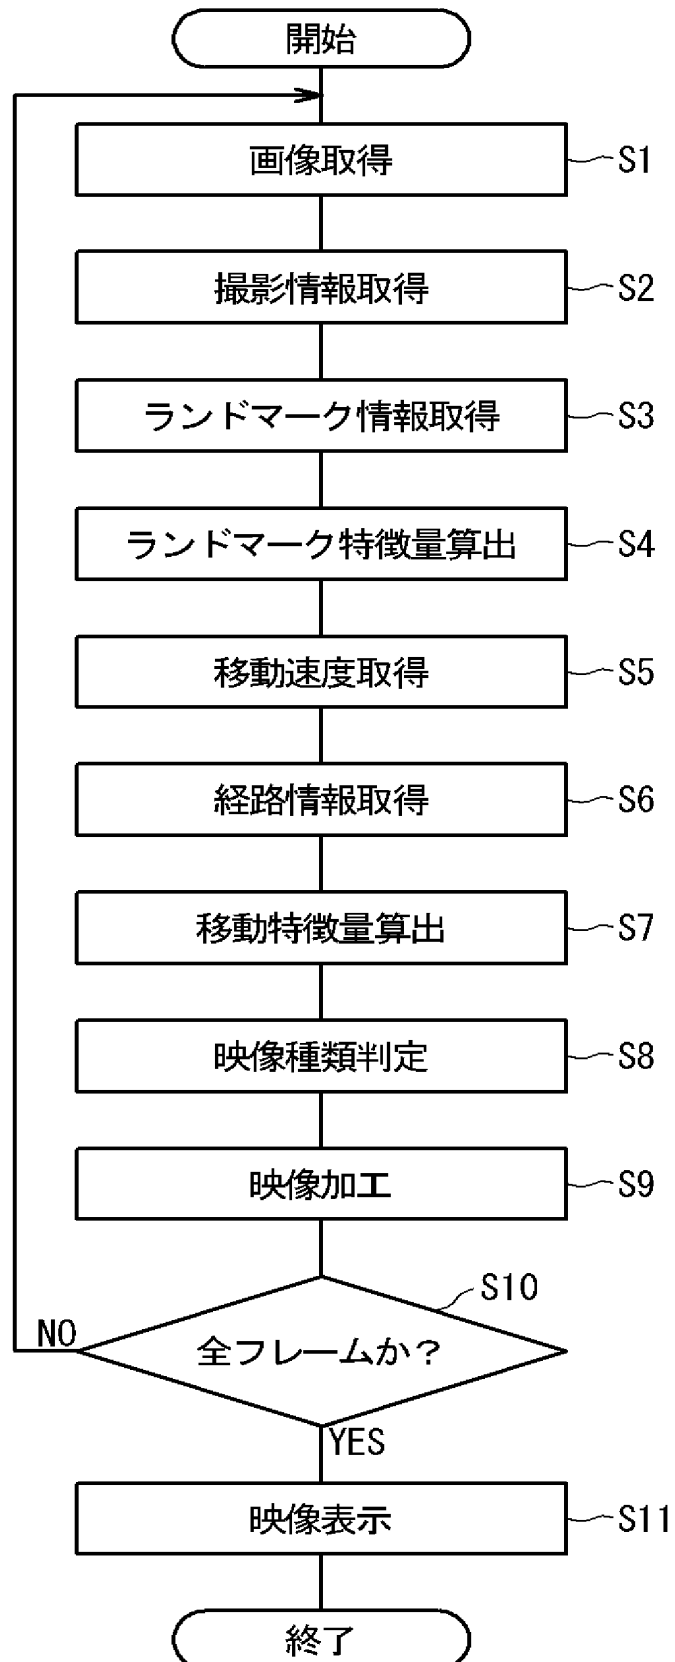 開始
画像取得
S1
撮影情報取得
S2
ランドマーク情報取得
S3
ランドマーク特徴量算出
S4
移動速度取得
S5
経路情報取得
S6
移動特徴量算出
S7
映像種類判定
S8
映像加工
S9
S10
NO
全フレームか？
YES
映像表示
S11
終了